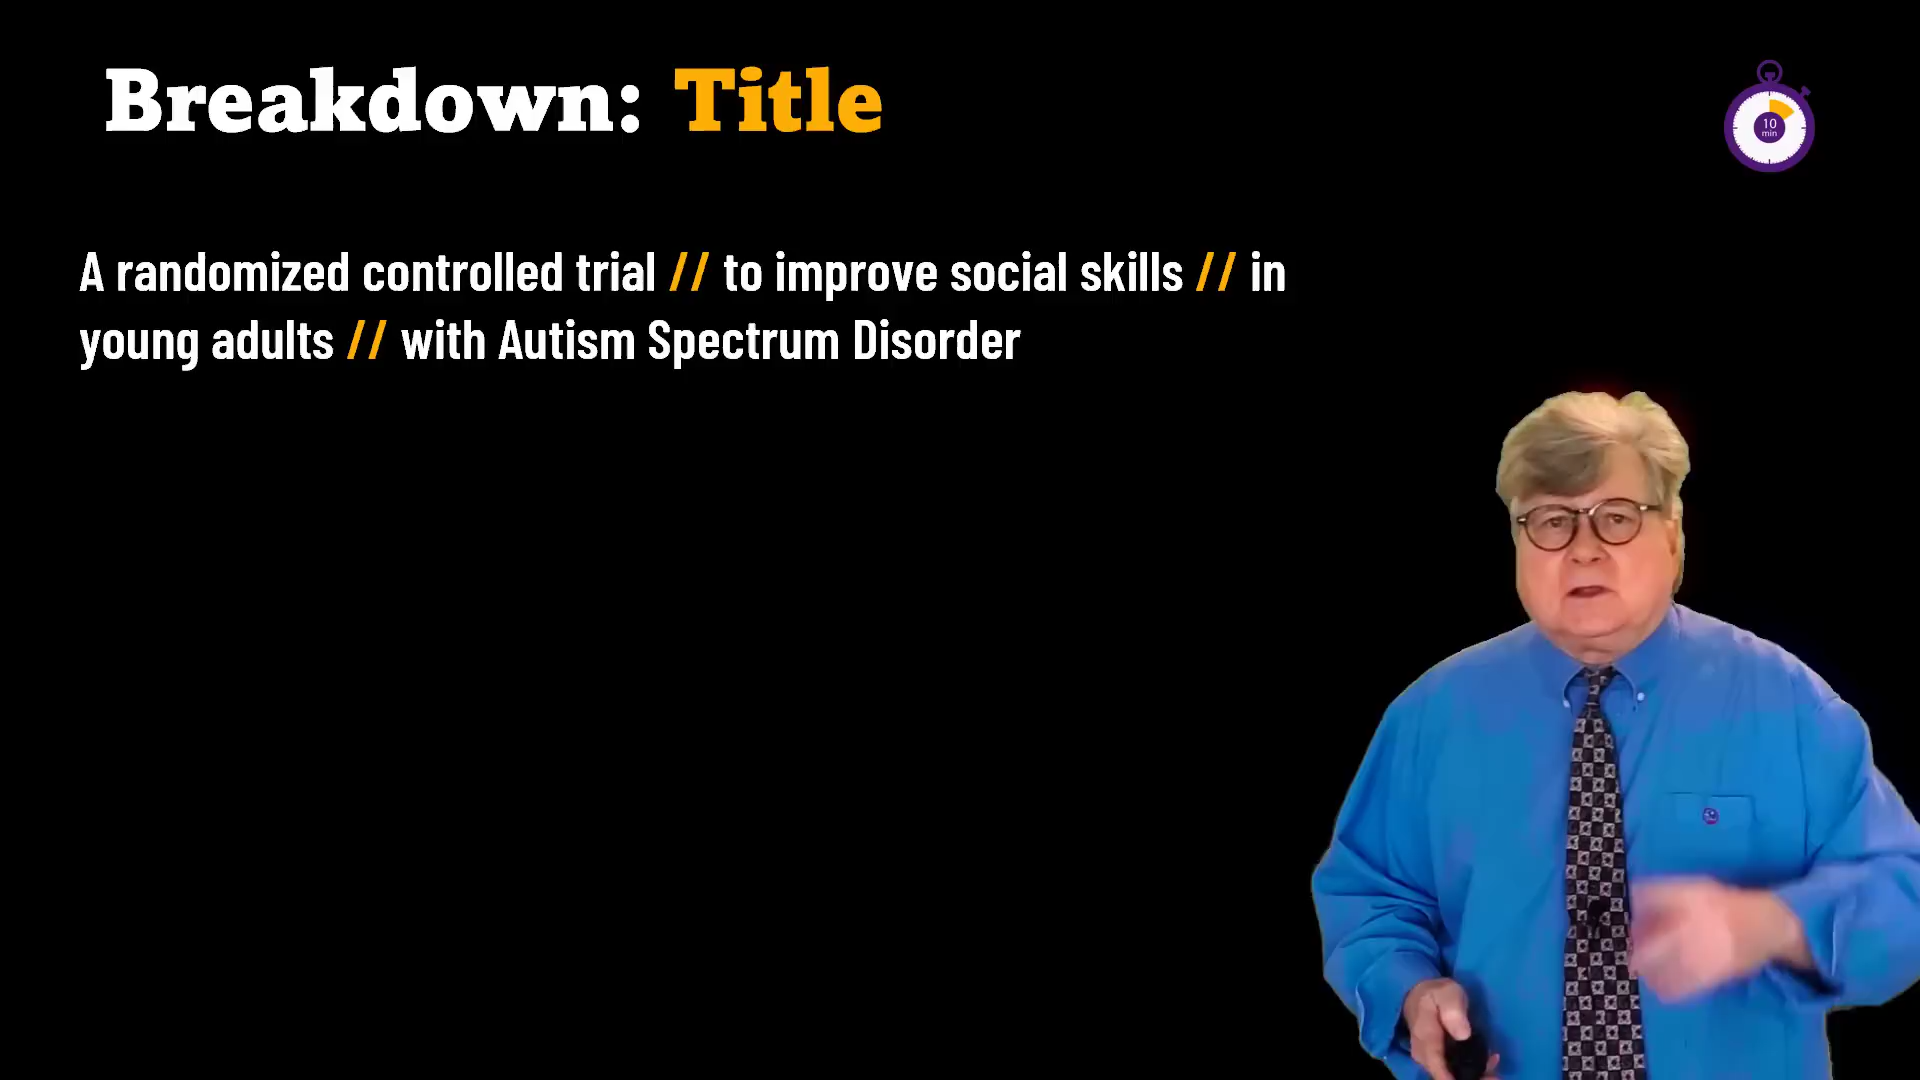 Breakdown: Title
10
min
A randomized controlled trial // to improve social skills // in
young adults // with Autism Spectrum Disorder